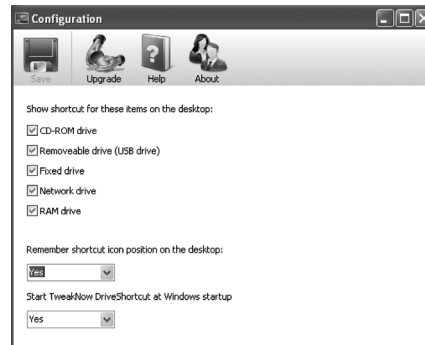 Configuration
Save Upgrade Help About
Show shortcut for these items on the desktop:
CD-ROM drive
Removeable drive (USB drive)
Fixed drive
Network drive
RAM drive
Remember shortcut icon position on the desktop:
Yes
Start TweakNow DriveShortcut at Windows startup
Yes